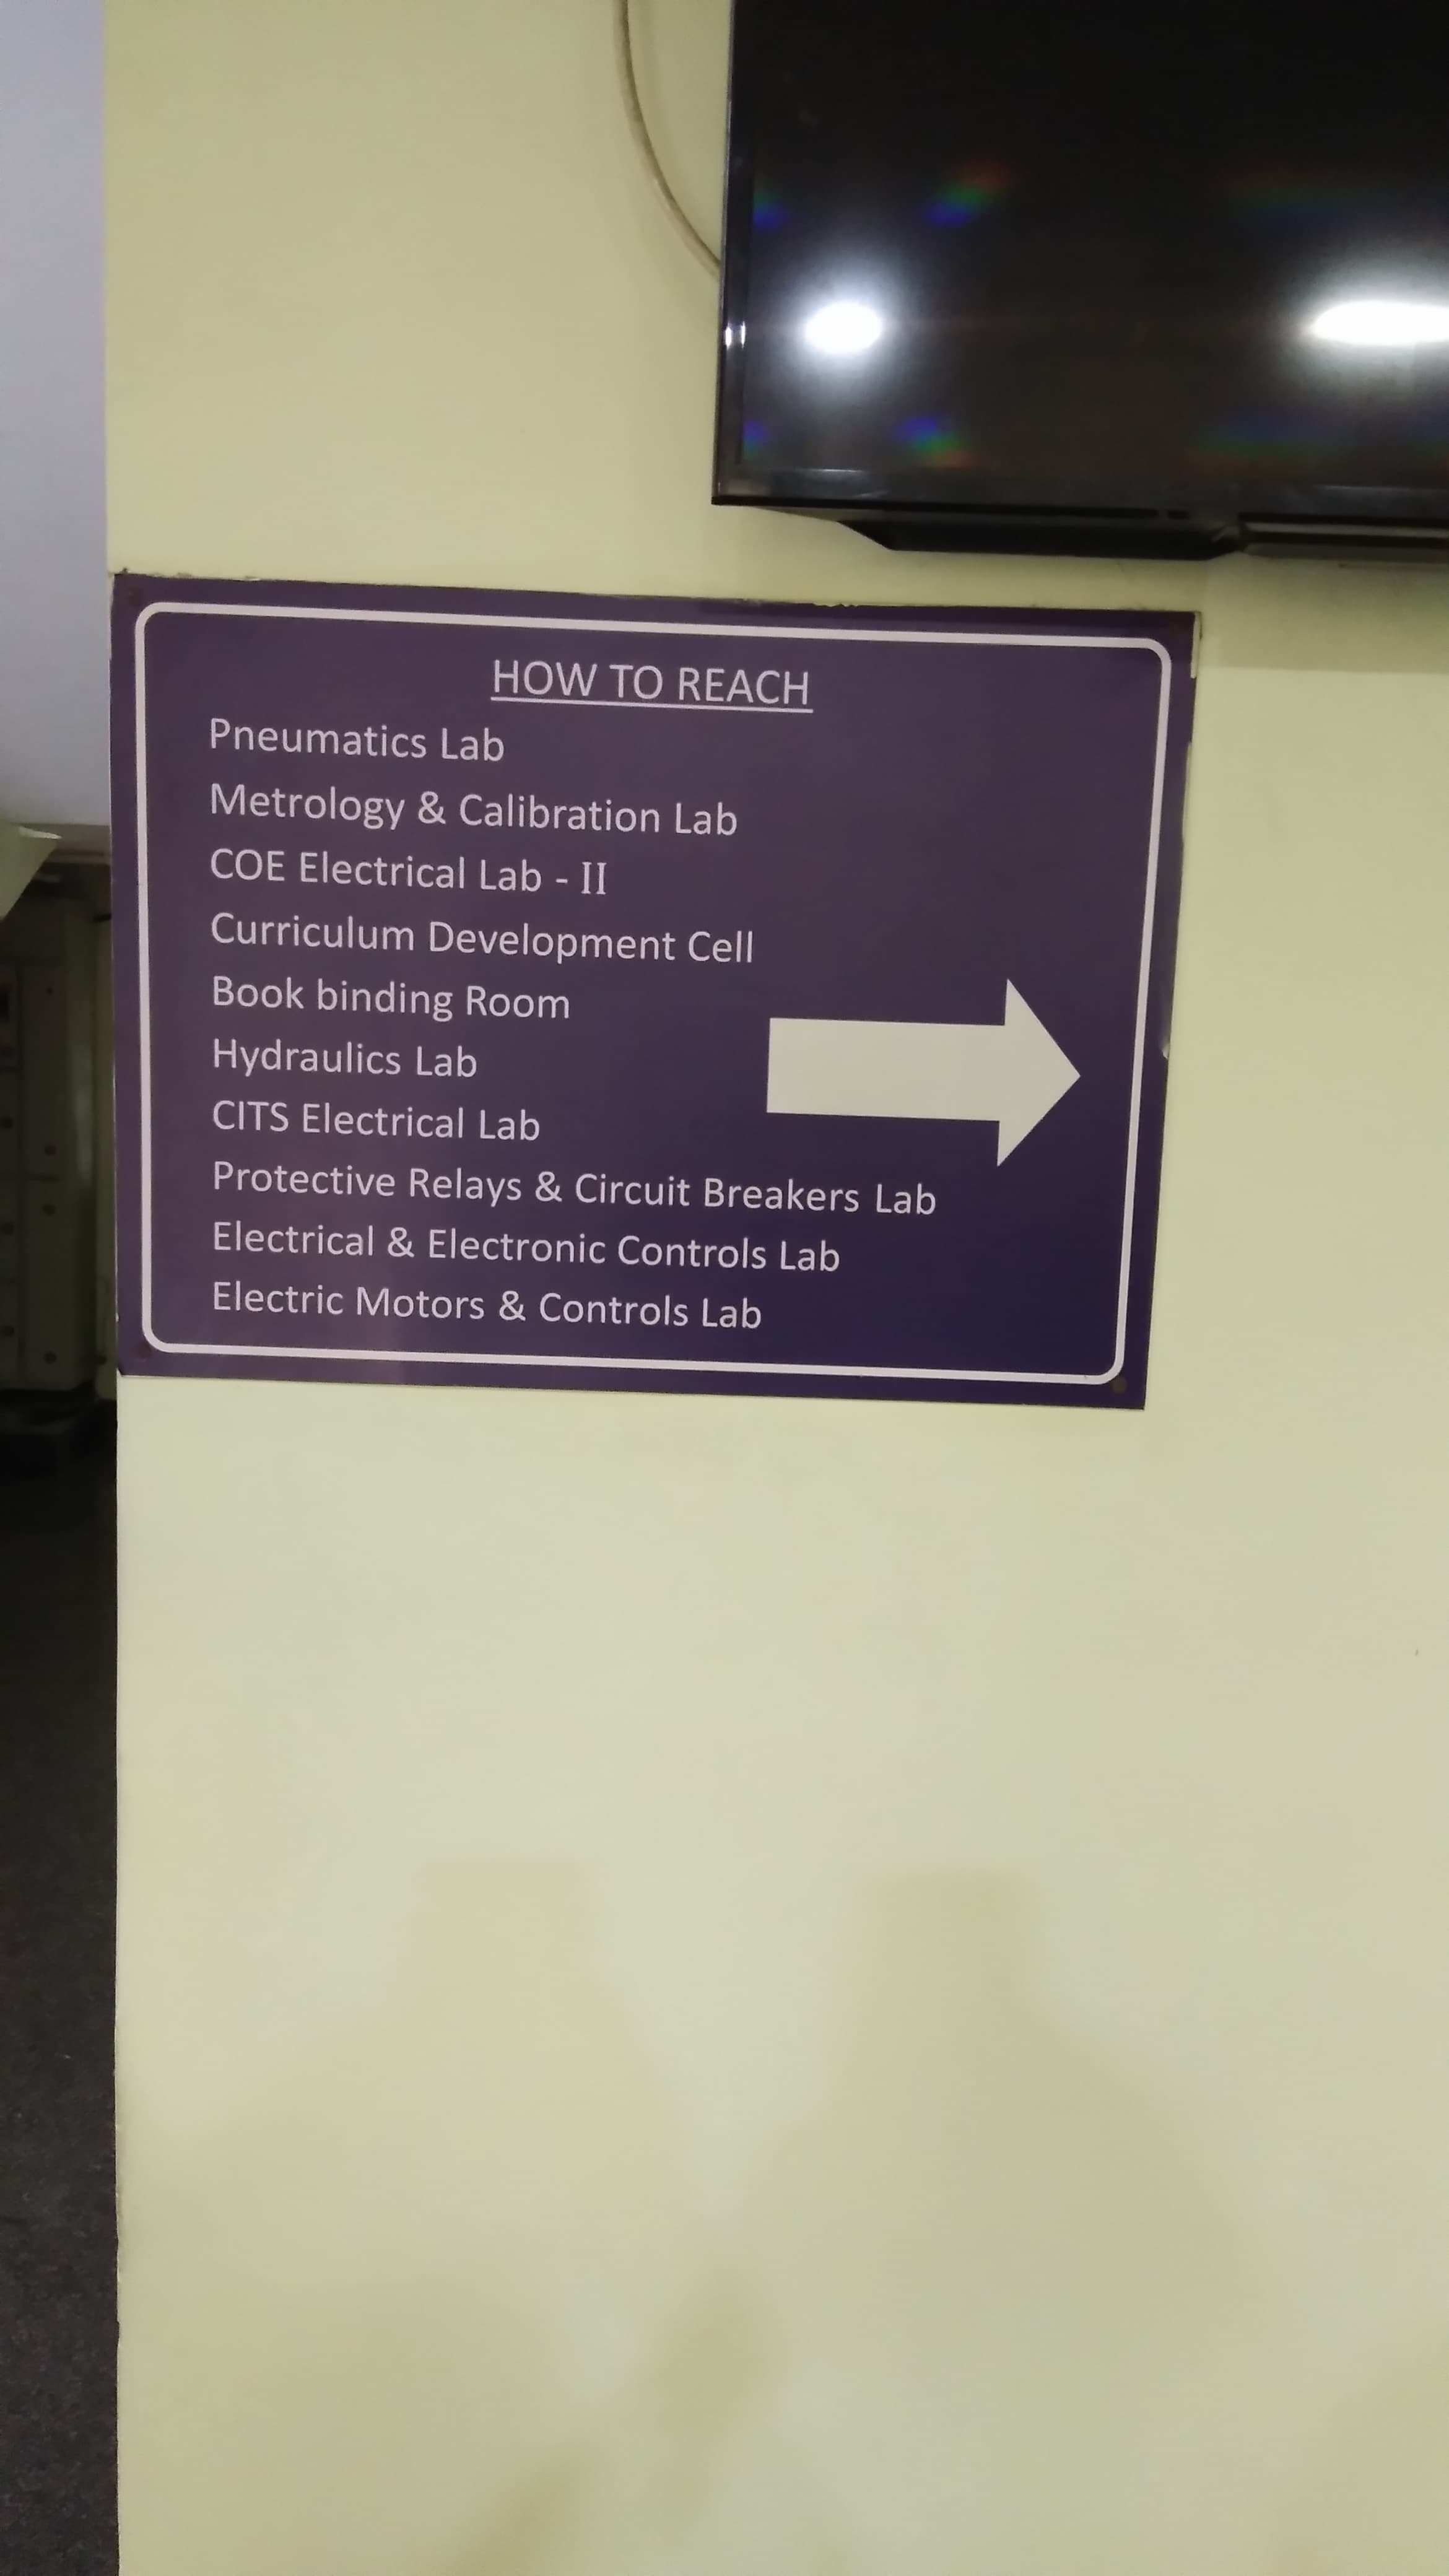 HOW TO REACH
Pneumatics Lab
Metrology & Calibration Lab
COE Electrical Lab - II
Curriculum Development Cell
Book binding Room
Hydraulics Lab
CITS Electrical Lab
Protective Relays & Circuit Breakers Lab
Electrical & Electronic Controls Lab
Electric Motors & Controls Lab